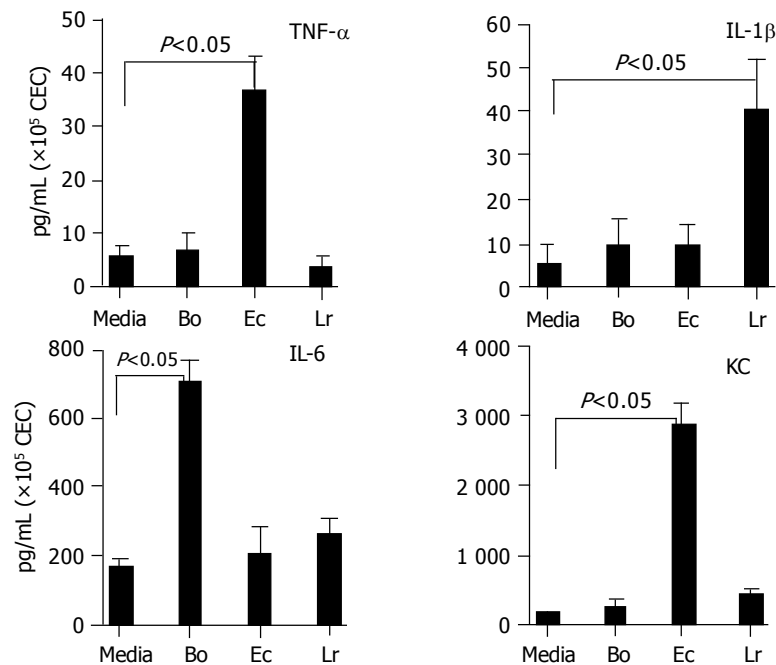 TNF-α
P<0.05
50
40
30
20
10
0
pg/mL (×10⁵ CEC)
Media Bo Ec Lr
IL-1β
P<0.05
60
50
40
30
20
10
0
Media Bo Ec Lr
IL-6
P<0.05
800
600
400
200
0
pg/mL (×10⁵ CEC)
Media Bo Ec Lr
KC
P<0.05
4 000
3 000
2 000
1 000
0
Media Bo Ec Lr